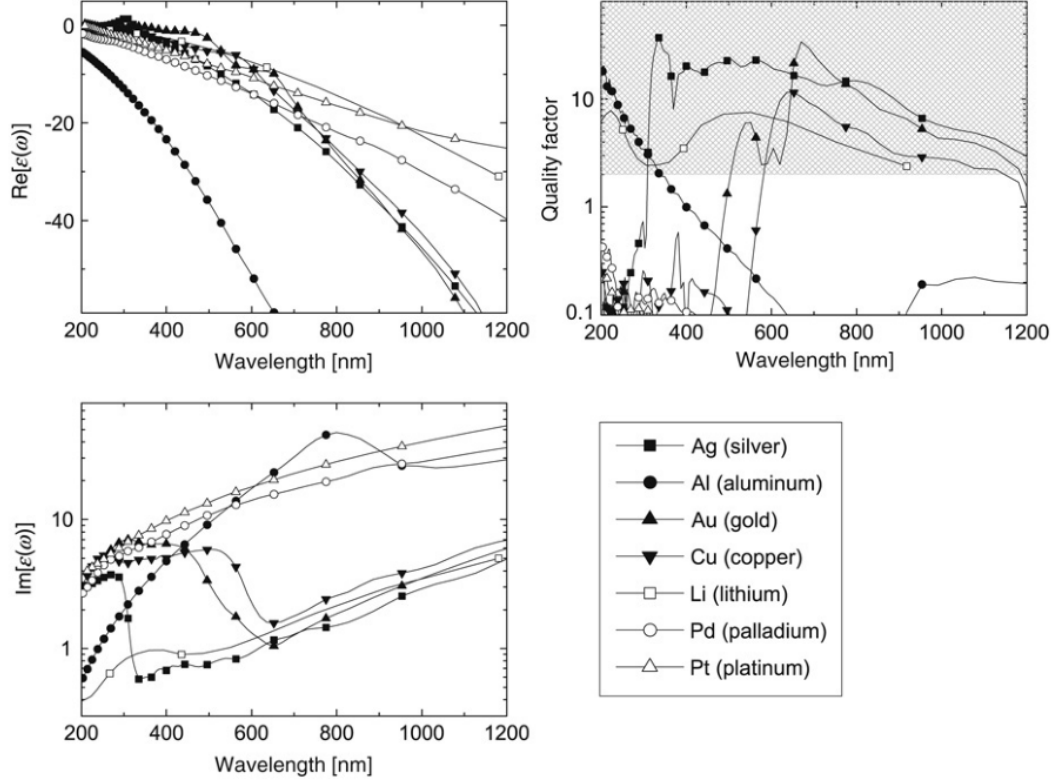 0
-20
-40
Re[ε(ω)]
200 400 600 800 1000 1200
Wavelength [nm]
10
1
0.1
Quality factor
200 400 600 800 1000 1200
Wavelength [nm]
10
1
Im[ε(ω)]
200 400 600 800 1000 1200
Wavelength [nm]
Ag (silver)
Al (aluminum)
Au (gold)
Cu (copper)
Li (lithium)
Pd (palladium)
Pt (platinum)